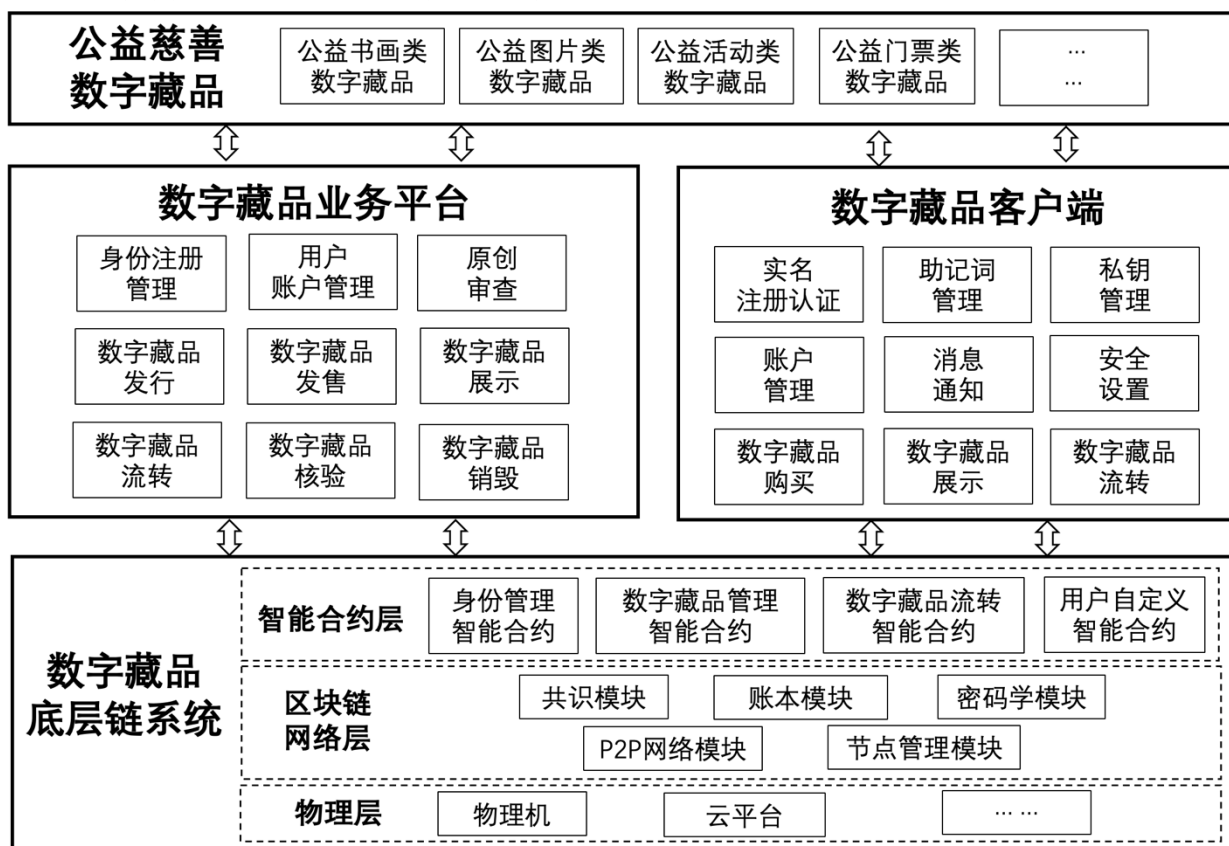 公益慈善
数字藏品
公益书画类
数字藏品
公益图片类
数字藏品
公益活动类
数字藏品
公益门票类
数字藏品
...
...
数字藏品业务平台
身份注册
管理
用户
账户管理
原创
审查
数字藏品
发行
数字藏品
发售
数字藏品
展示
数字藏品
流转
数字藏品
核验
数字藏品
销毁
数字藏品客户端
实名
注册认证
助记词
管理
私钥
管理
账户
管理
消息
通知
安全
设置
数字藏品
购买
数字藏品
展示
数字藏品
流转
数字藏品
底层链系统
智能合约层
身份管理
智能合约
数字藏品管理
智能合约
数字藏品流转
智能合约
用户自定义
智能合约
区块链
网络层
共识模块
账本模块
密码学模块
P2P网络模块
节点管理模块
物理层
物理机
云平台
... ...